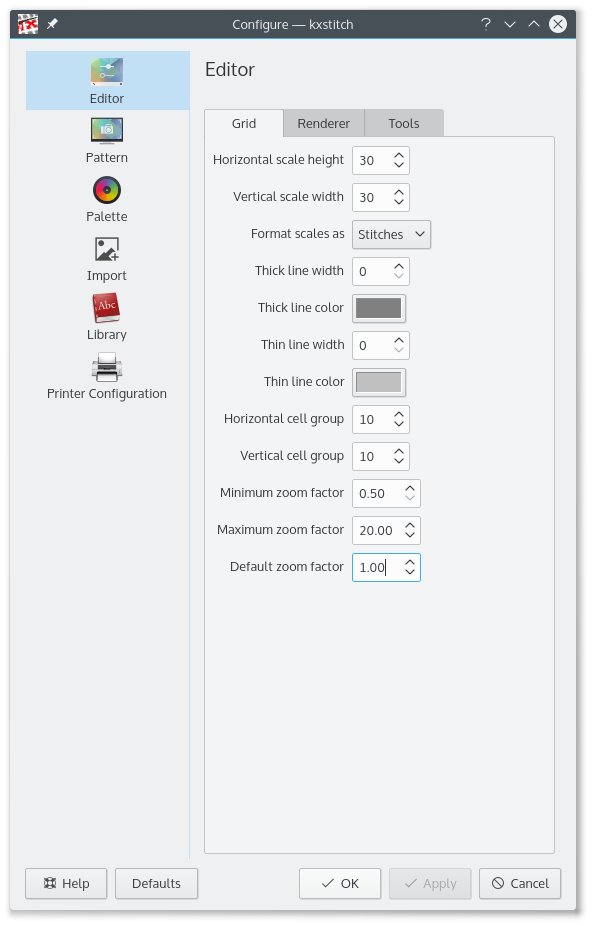 Configure — kxstitch
Editor
Pattern
Palette
Import
Abc
Library
Printer Configuration
Editor
Grid Renderer Tools
Horizontal scale height 30
Vertical scale width 30
Format scales as Stitches
Thick line width 0
Thick line color
Thin line width 0
Thin line color
Horizontal cell group 10
Vertical cell group 10
Minimum zoom factor 0.50
Maximum zoom factor 20.00
Default zoom factor 1.00
Help Defaults OK Apply Cancel